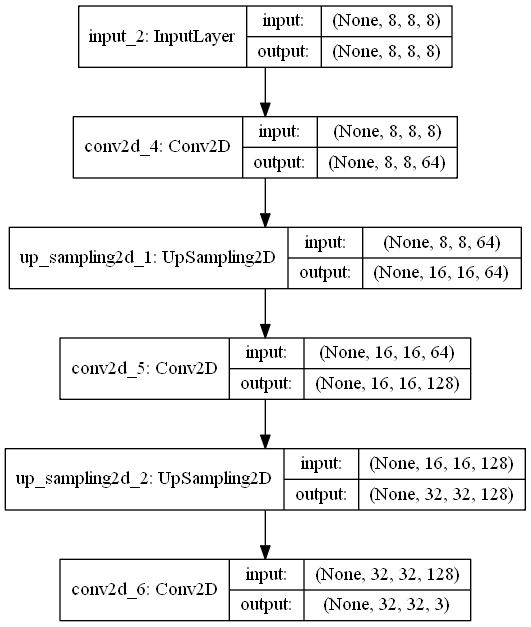 input_2: InputLayer
input: (None, 8, 8, 8)
output: (None, 8, 8, 8)
conv2d_4: Conv2D
input: (None, 8, 8, 8)
output: (None, 8, 8, 64)
up_sampling2d_1: UpSampling2D
input: (None, 8, 8, 64)
output: (None, 16, 16, 64)
conv2d_5: Conv2D
input: (None, 16, 16, 64)
output: (None, 16, 16, 128)
up_sampling2d_2: UpSampling2D
input: (None, 16, 16, 128)
output: (None, 32, 32, 128)
conv2d_6: Conv2D
input: (None, 32, 32, 128)
output: (None, 32, 32, 3)